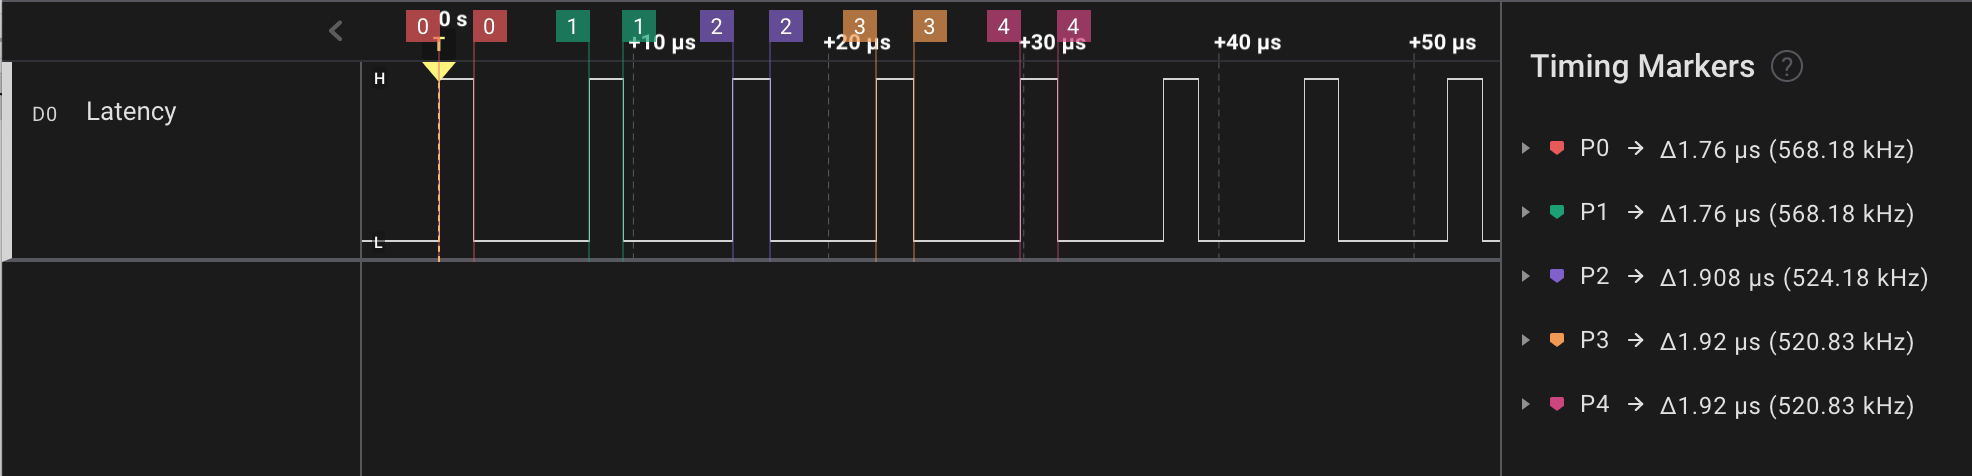 0 0 s 0 1 1 2 2 3 3 4 4
T +10 µs +20 µs +30 µs +40 µs +50 µs
Timing Markers ?
H
D0 Latency
L
P0 → Δ1.76 µs (568.18 kHz)
P1 → Δ1.76 µs (568.18 kHz)
P2 → Δ1.908 µs (524.18 kHz)
P3 → Δ1.92 µs (520.83 kHz)
P4 → Δ1.92 µs (520.83 kHz)